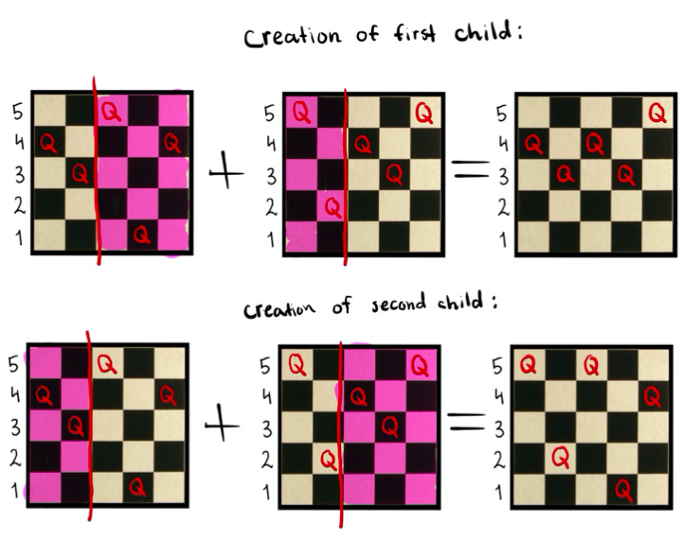 Creation of first child:
5 Q 5 Q Q 5 Q
4 Q Q 4 Q 4 Q Q
3 Q + 3 Q = 3 Q Q
2 2 Q 2
1 Q 1 1
Creation of second child:
5 Q 5 Q Q 5 Q Q
4 Q Q 4 Q 4 Q
3 Q + 3 Q = 3
2 2 Q 2 Q
1 Q 1 1 Q